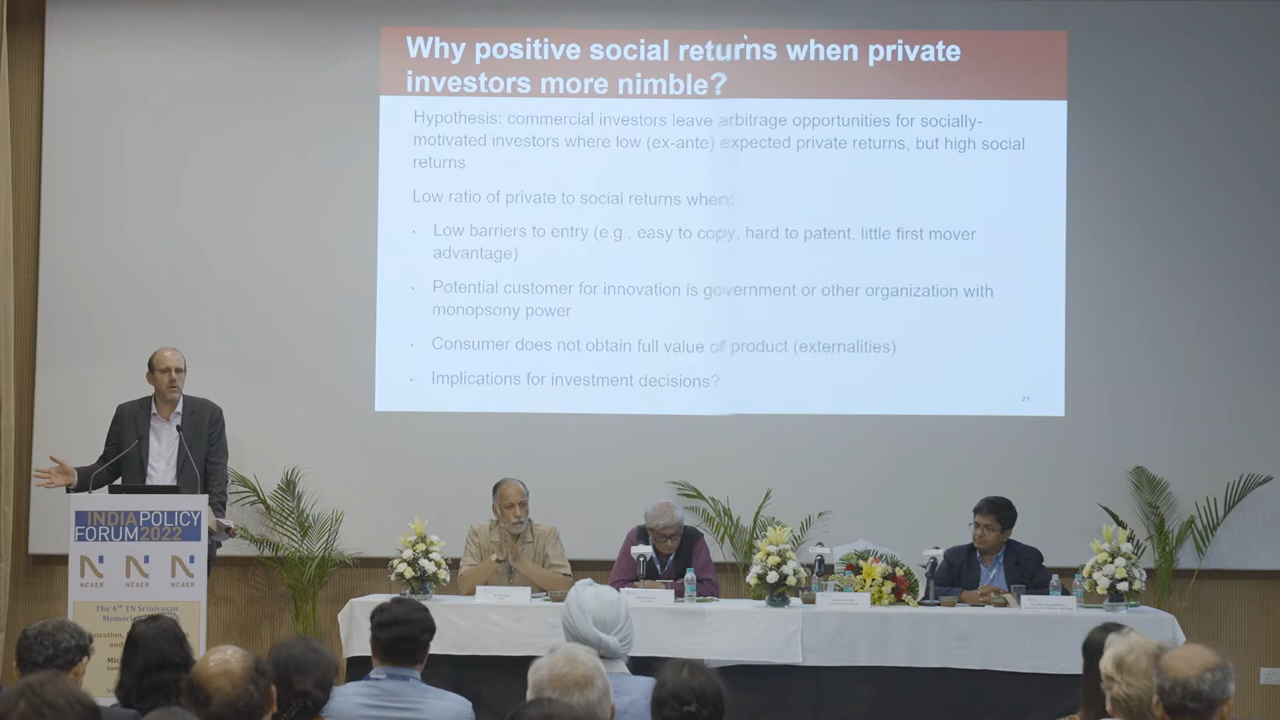 Why positive social returns when private
investors more nimble?
Hypothesis: commercial investors leave arbitrage opportunities for socially-
motivated investors where low (ex-ante) expected private returns, but high social
returns
Low ratio of private to social returns when:
· Low barriers to entry (e.g., easy to copy, hard to patent, little first mover
advantage)
· Potential customer for innovation is government or other organization with
monopsony power
· Consumer does not obtain full value of product (externalities)
· Implications for investment decisions?
21
INDIA POLICY
FORUM 2022
NCAER NCAER NCAER
The 4th TN Srinivasan
Memorial